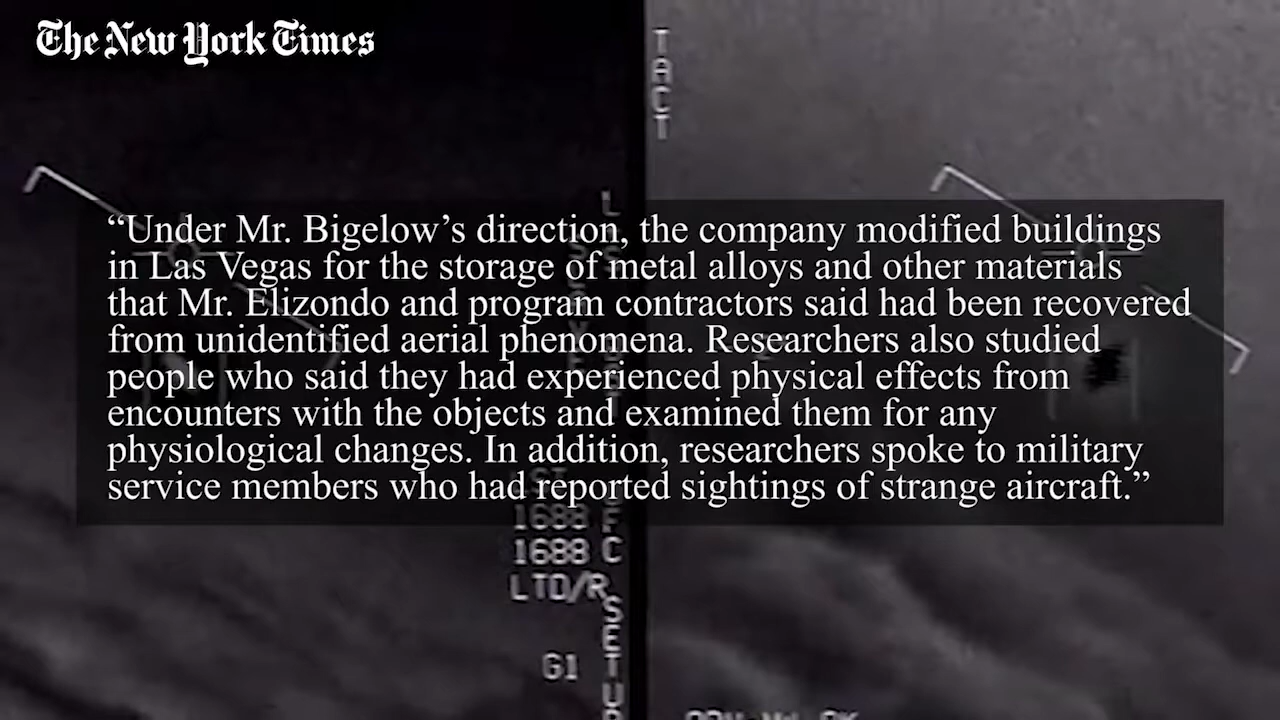 The New York Times
TACT
“Under Mr. Bigelow’s direction, the company modified buildings
in Las Vegas for the storage of metal alloys and other materials
that Mr. Elizondo and program contractors said had been recovered
from unidentified aerial phenomena. Researchers also studied
people who said they had experienced physical effects from
encounters with the objects and examined them for any
physiological changes. In addition, researchers spoke to military
service members who had reported sightings of strange aircraft.”
1688
1688
LTD/R
G1